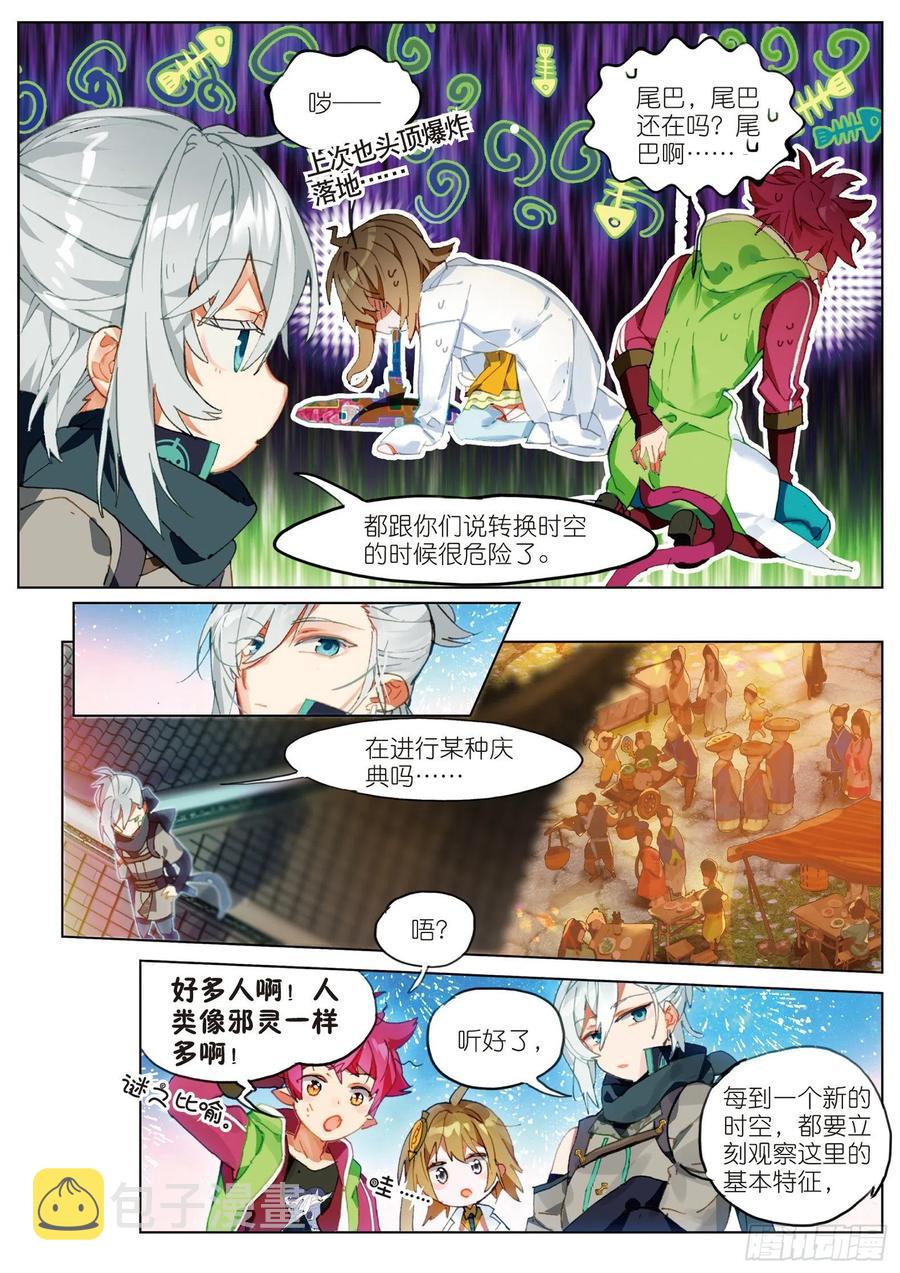 哕——
上次也头顶爆炸
落地……
尾巴，尾巴
还在吗？尾
巴啊……
都跟你们说转换时空
的时候很危险了。
在进行某种庆
典吗……
唔？
好多人啊！人
类像邪灵一样
多啊！
谜之比喻。
听好了，
哇……
每到一个新的
时空，都要立
刻观察这里的
基本特征，
包子漫畫
腾讯动漫